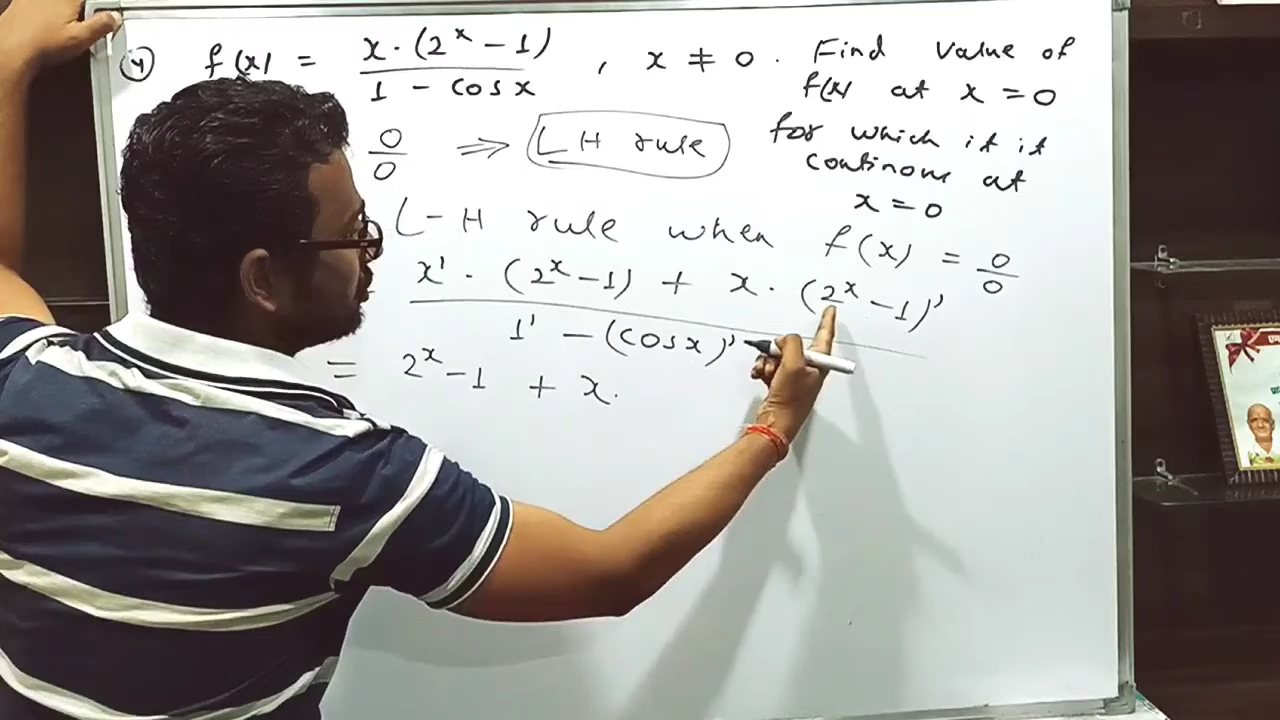 (4) f(x) = x·(2^x − 1) / 1 − cos x , x ≠ 0. Find value of
f(x) at x = 0
for which it it
continous at
x = 0
0/0 ⇒ L H rule
L-H rule when f(x) = 0/0
x'·(2^x − 1) + x·(2^x − 1)' / 1' − (cos x)'
= 2^x − 1 + x.